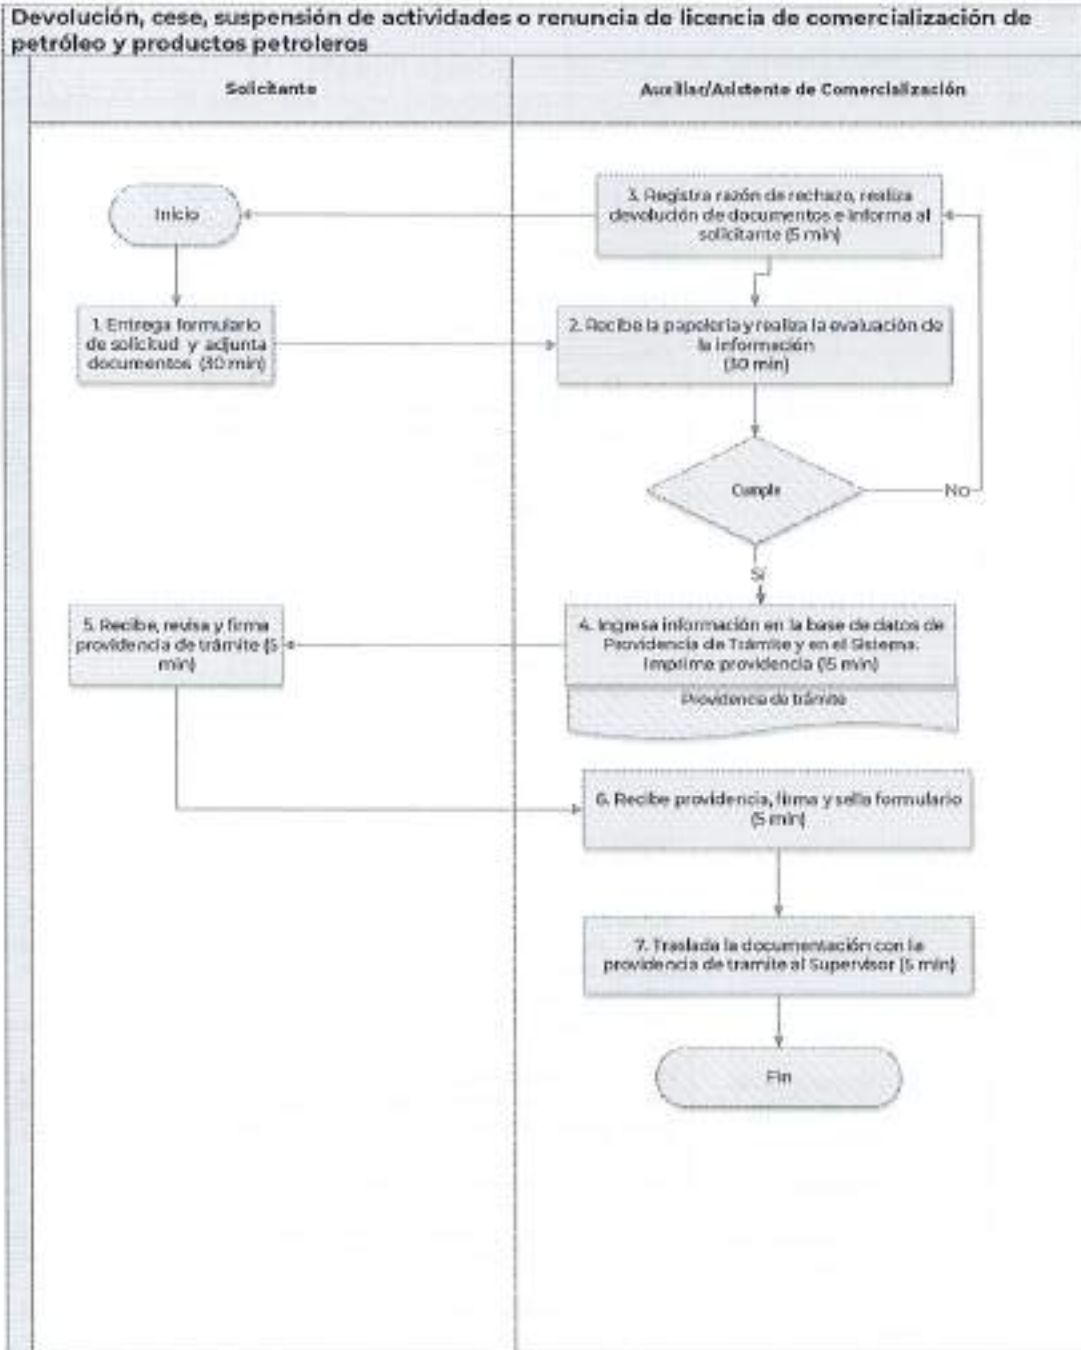 Devolución, cese, suspensión de actividades o renuncia de licencia de comercialización de
petróleo y productos petroleros
Solicitante
Auxiliar/Asistente de Comercialización
Inicio
3. Registra razón de rechazo, realiza
devolución de documentos e informa al
solicitante (5 min)
1. Entrega formulario
de solicitud y adjunta
documentos (30 min)
2. Recibe la papelería y realiza la evaluación de
la información
(30 min)
Cumple
No
Sí
5. Recibe, revisa y firma
providencia de trámite (5
min)
4. Ingresa información en la base de datos de
Providencia de Trámite y en el Sistema.
Imprime providencia (15 min)
Providencia de trámite
6. Recibe providencia, firma y sella formulario
(5 min)
7. Traslada la documentación con la
providencia de tramite al Supervisor (5 min)
Fin